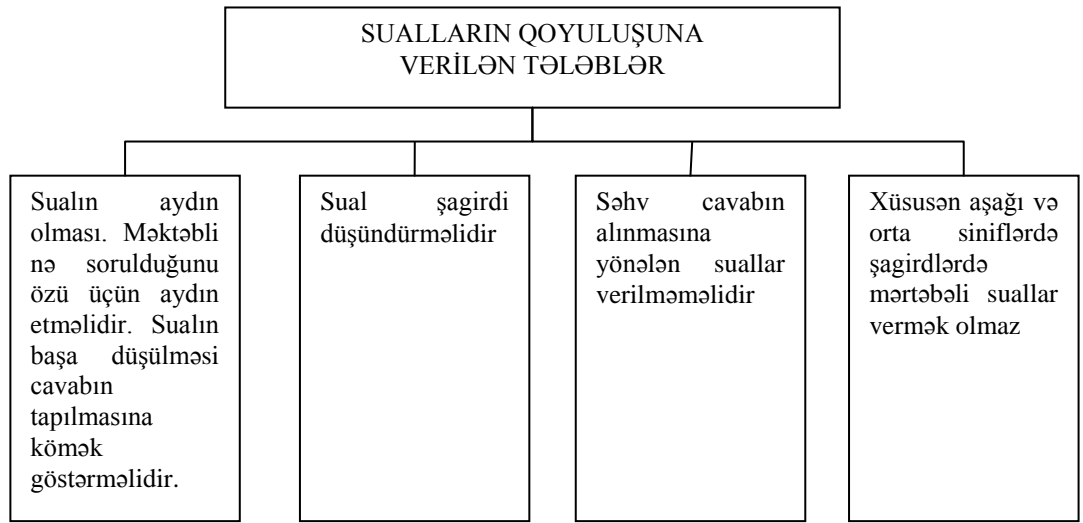 SUALLARIN QOYULUŞUNA
VERİLƏN TƏLƏBLƏR
Sualın aydın
olması. Məktəbli
nə sorulduğunu
özü üçün aydın
etməlidir. Sualın
başa düşülməsi
cavabın
tapılmasına
kömək
göstərməlidir.
Sual şagirdi
düşündürməlidir
Səhv cavabın
alınmasına
yönələn suallar
verilməməlidir
Xüsusən aşağı və
orta siniflərdə
şagirdlərdə
mərtəbəli suallar
vermək olmaz